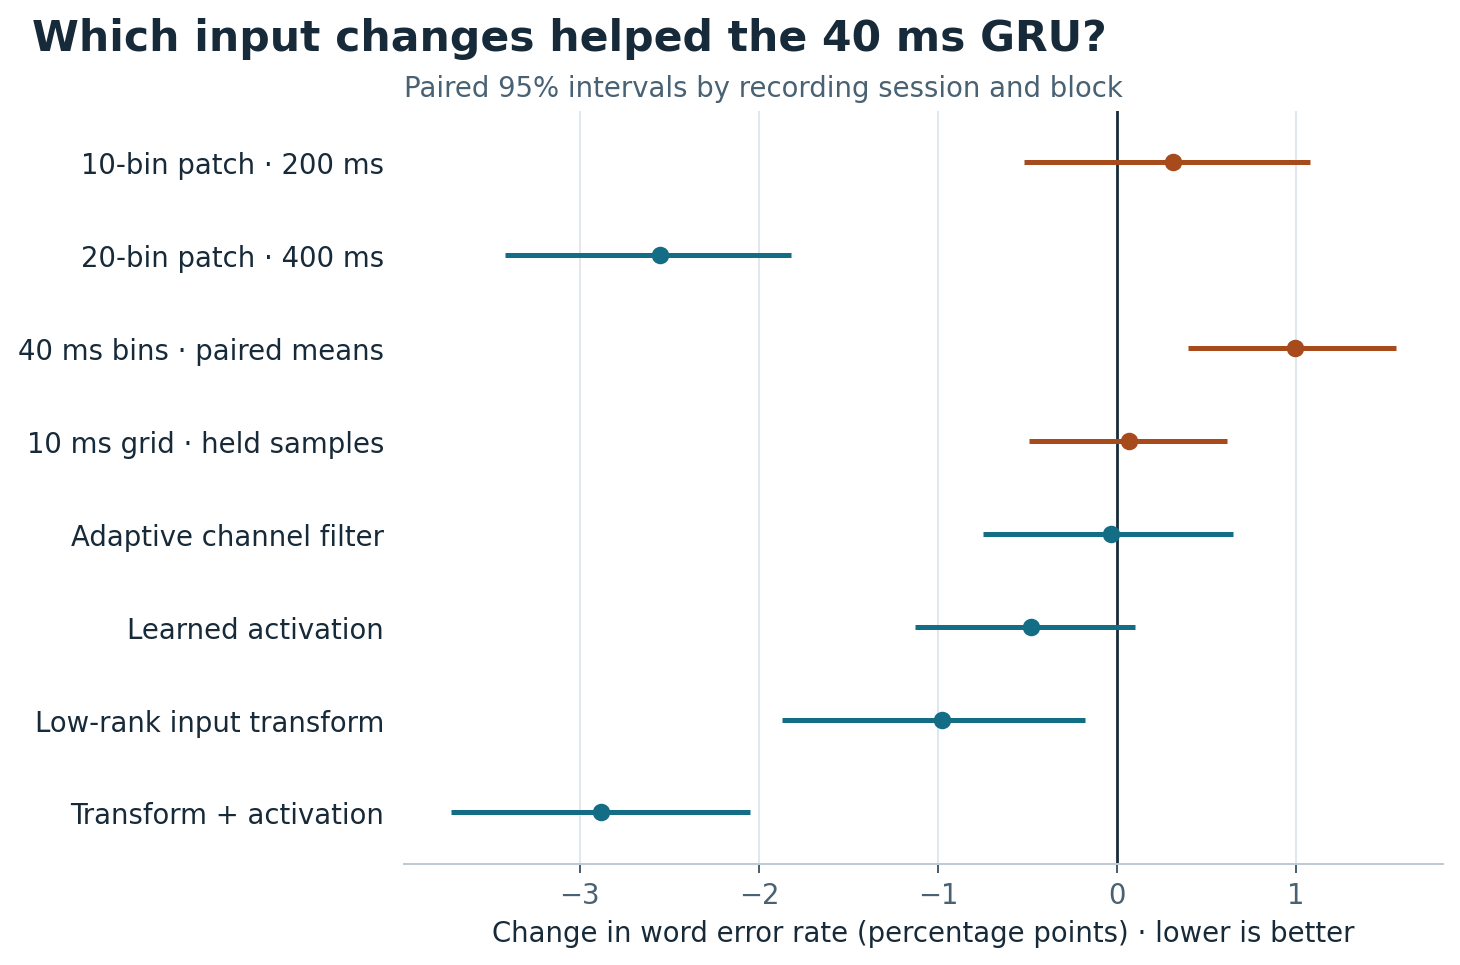 Which input changes helped the 40 ms GRU?
Paired 95% intervals by recording session and block
10-bin patch · 200 ms
20-bin patch · 400 ms
40 ms bins · paired means
10 ms grid · held samples
Adaptive channel filter
Learned activation
Low-rank input transform
Transform + activation
−3 −2 −1 0 1
Change in word error rate (percentage points) · lower is better